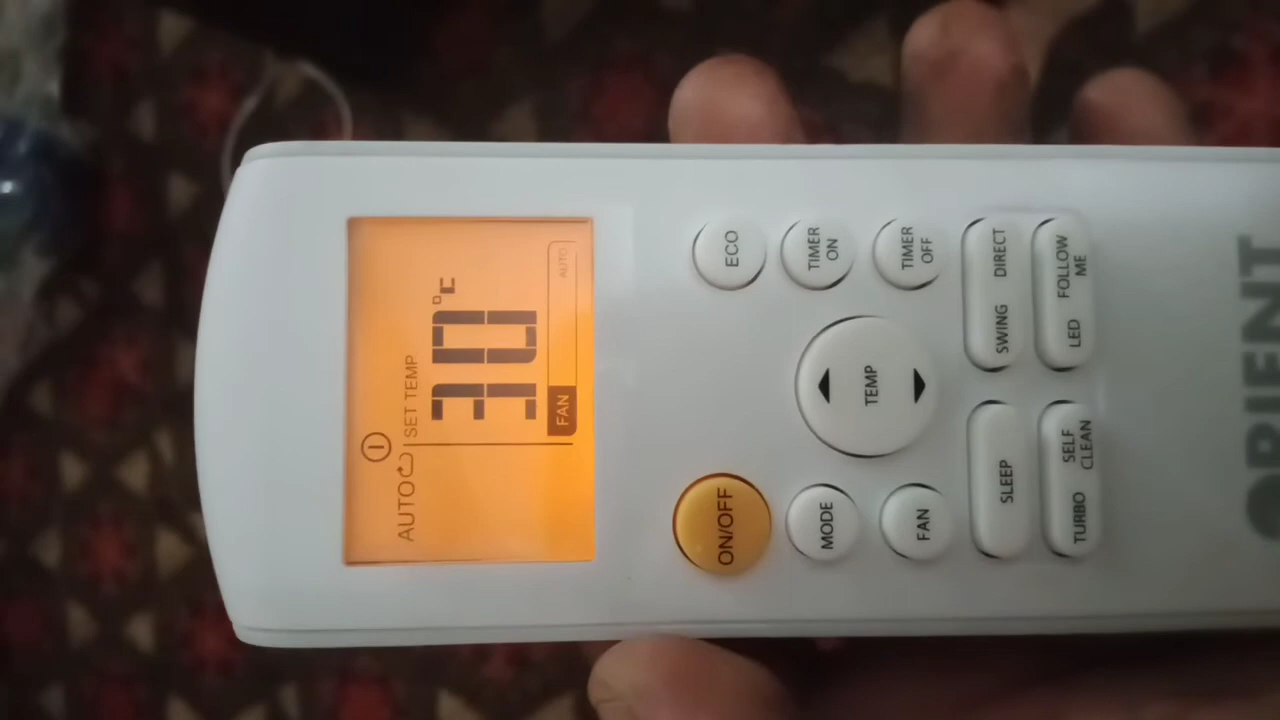 AUTO
SET TEMP
30°C
FAN AUTO
ON/OFF
ECO
MODE
TEMP
TIMER
ON
FAN
TIMER
OFF
SLEEP
SWING DIRECT
TURBO
SELF
CLEAN
LED
FOLLOW
ME
ORIENT